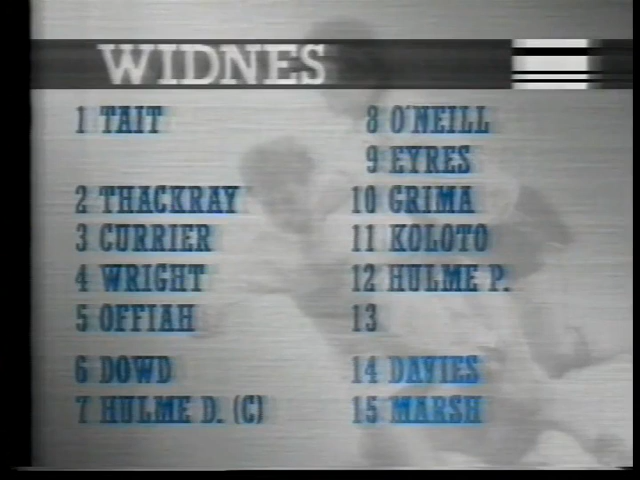 WIDNES
1 TAIT
2 THACKRAY
3 CURRIER
4 WRIGHT
5 OFFIAH
6 DOWD
7 HULME D. (C)
8 O'NEILL
9 EYRES
10 GRIMA
11 KOLOTO
12 HULME P.
13
14 DAVIES
15 MARSH